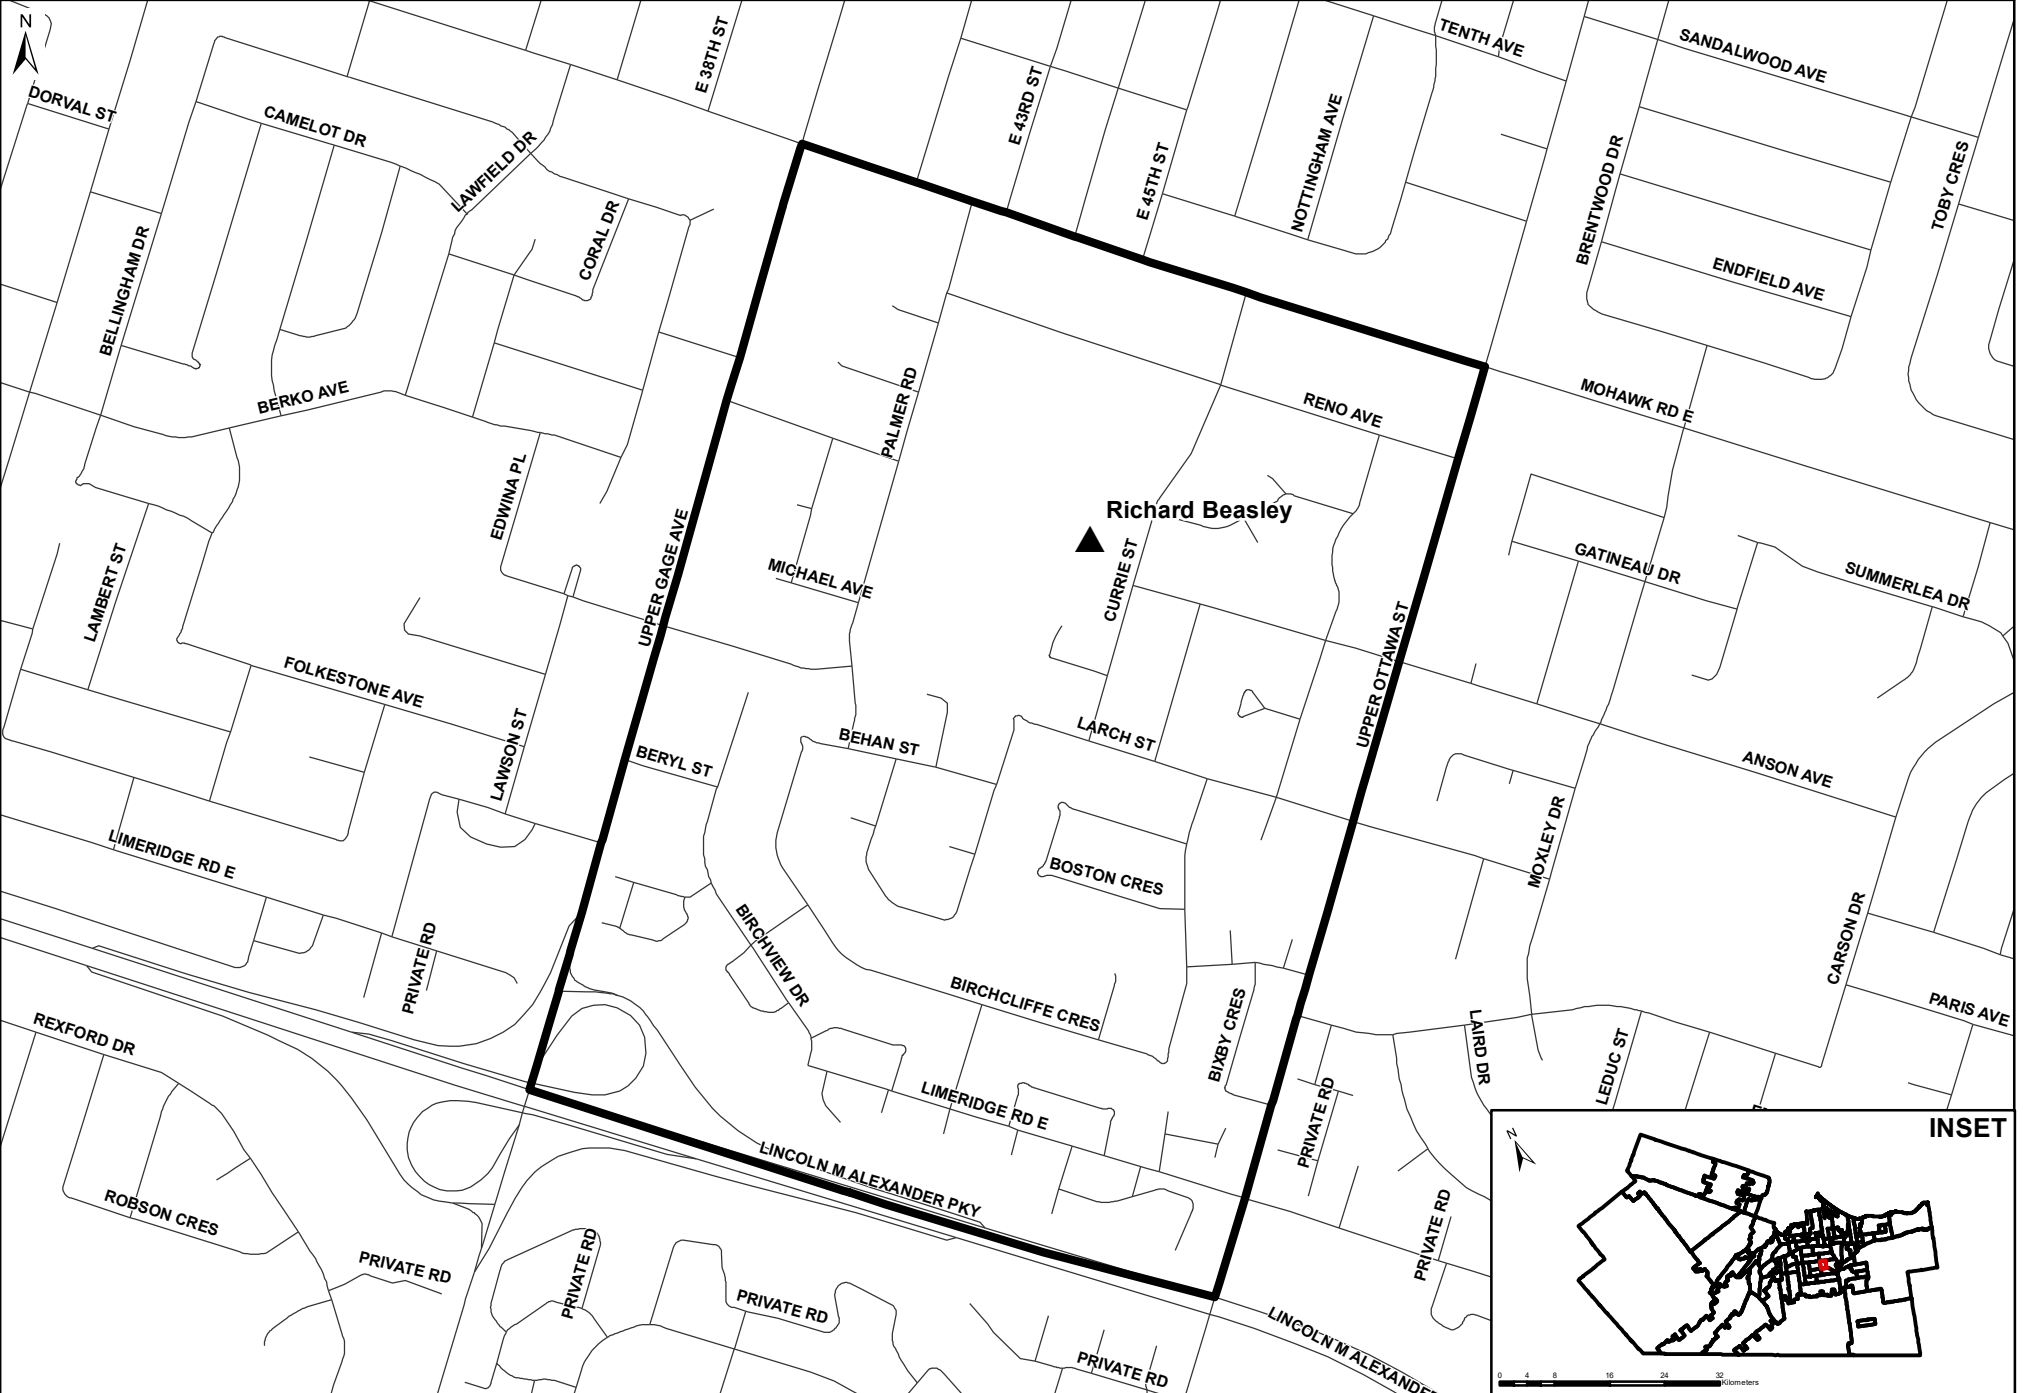 N
E 38TH ST
TENTH AVE
SANDALWOOD AVE
DORVAL ST
CAMELOT DR
LAWFIELD DR
E 43RD ST
NOTTINGHAM AVE
E 45TH ST
BRENTWOOD DR
TOBY CRES
CORAL DR
BELLINGHAM DR
ENDFIELD AVE
BERKO AVE
PALMER RD
RENO AVE
MOHAWK RD E
EDWINA PL
Richard Beasley
UPPER GAGE AVE
LAMBERT ST
MICHAEL AVE
CURRIE ST
GATINEAU DR
SUMMERLEA DR
UPPER OTTAWA ST
FOLKESTONE AVE
LAWSON ST
BERYL ST
BEHAN ST
LARCH ST
ANSON AVE
LIMERIDGE RD E
BOSTON CRES
MOXLEY DR
CARSON DR
PRIVATE RD
BIRCHVIEW DR
BIRCHCLIFFE CRES
BIXBY CRES
PARIS AVE
REXFORD DR
LAIRD DR
LEDUC ST
LIMERIDGE RD E
PRIVATE RD
LINCOLN M ALEXANDER PKY
ROBSON CRES
PRIVATE RD
PRIVATE RD
PRIVATE RD
PRIVATE RD
PRIVATE RD
LINCOLN M ALEXANDER
INSET
N
0 4 8 16 24 32
Kilometers